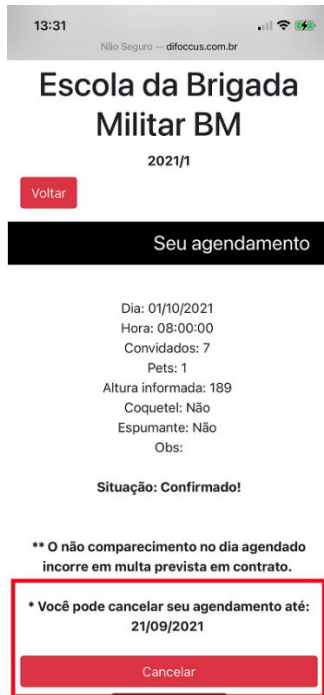 13:31
Não Seguro — difoccus.com.br
Escola da Brigada
Militar BM
2021/1
Voltar
Seu agendamento
Dia: 01/10/2021
Hora: 08:00:00
Convidados: 7
Pets: 1
Altura informada: 189
Coquetel: Não
Espumante: Não
Obs:
Situação: Confirmado!
** O não comparecimento no dia agendado
incorre em multa prevista em contrato.
* Você pode cancelar seu agendamento até:
21/09/2021
Cancelar